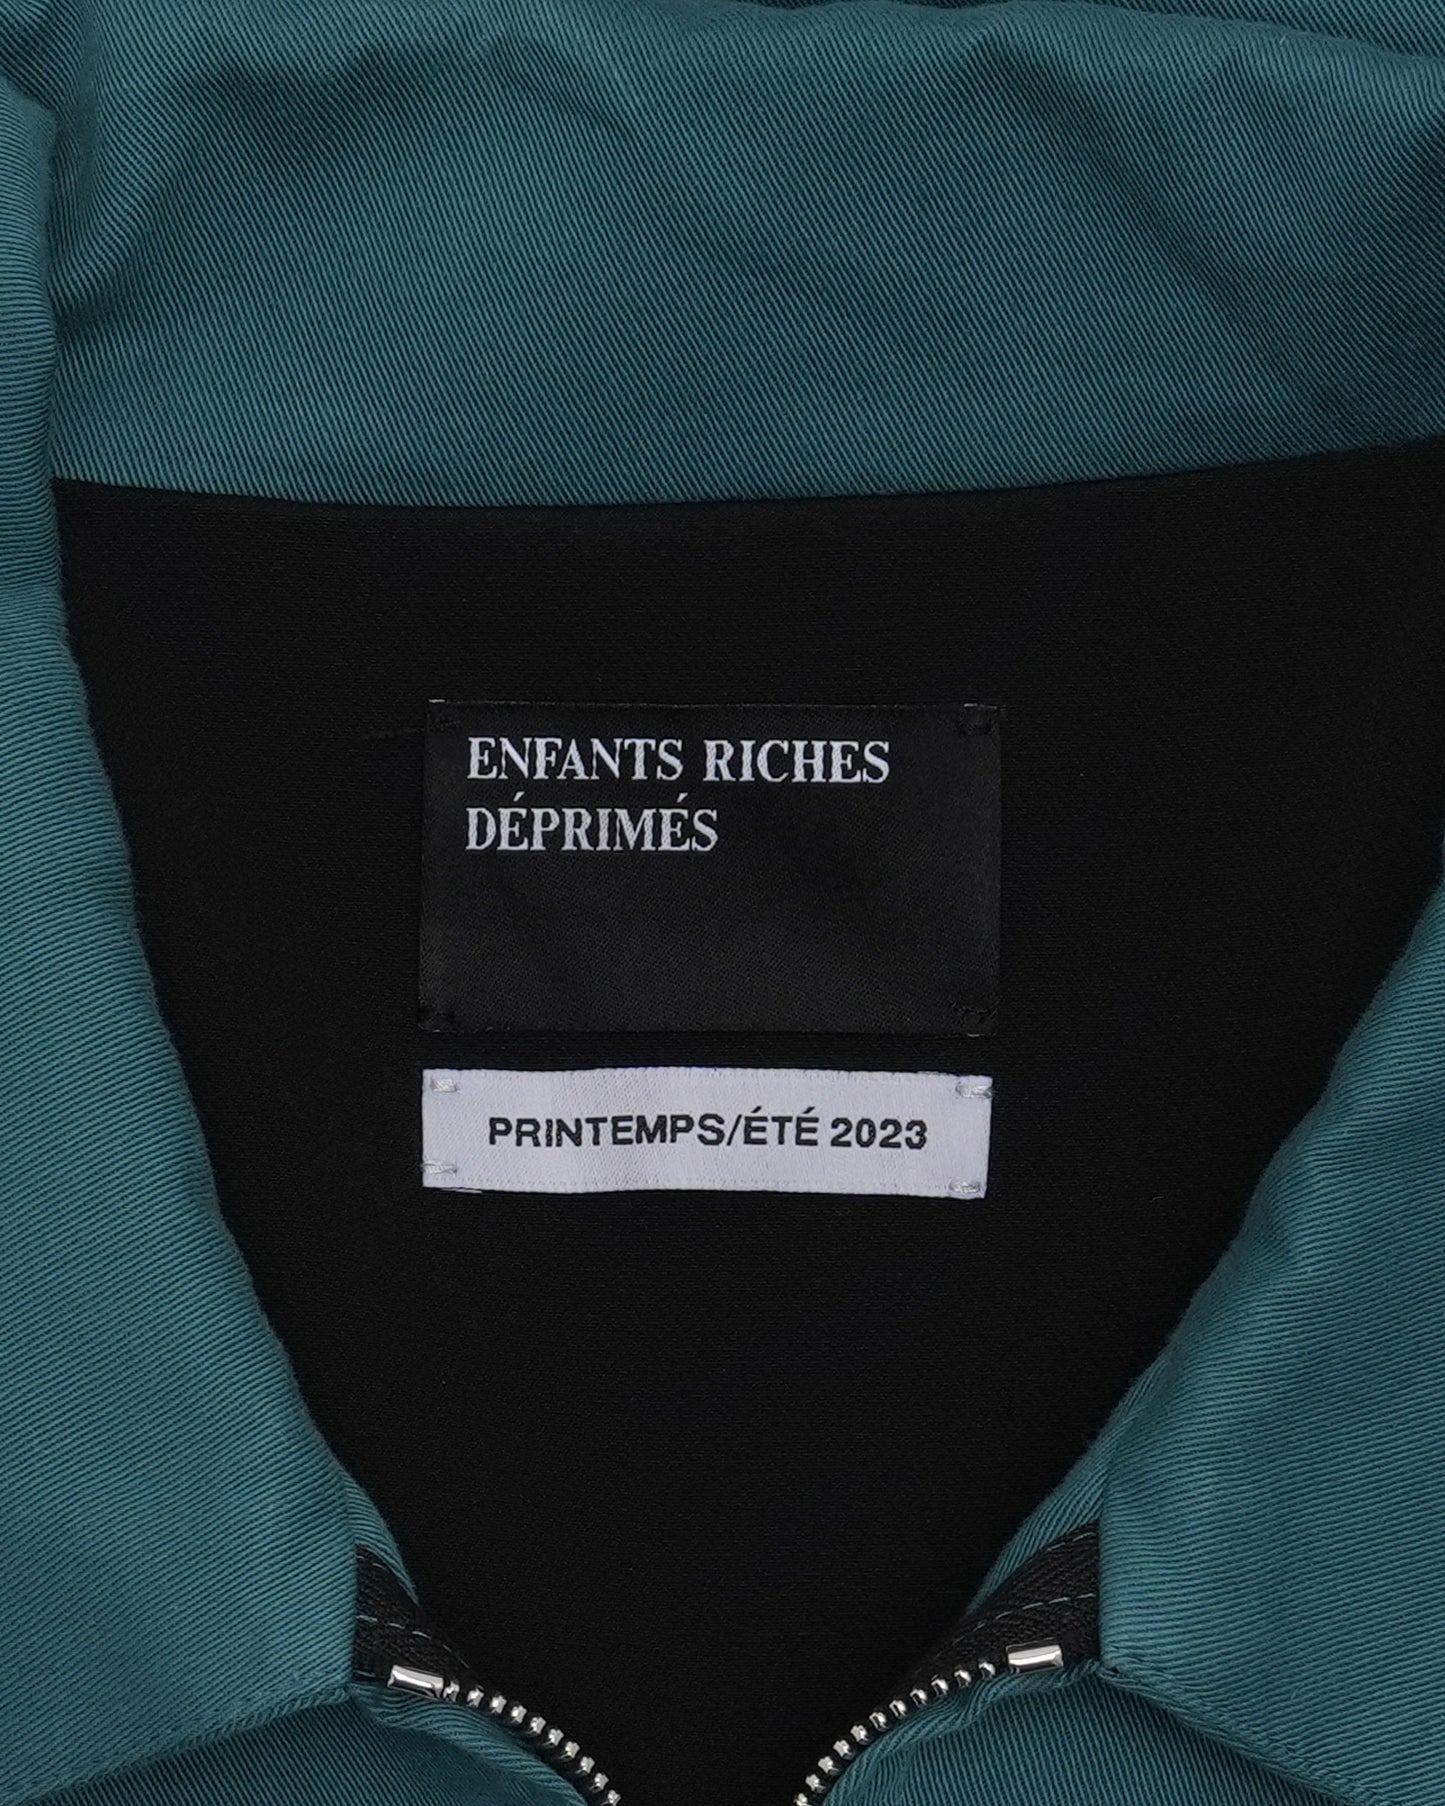 ENFANTS RICHES
DÉPRIMÉS
PRINTEMPS/ÉTÉ 2023